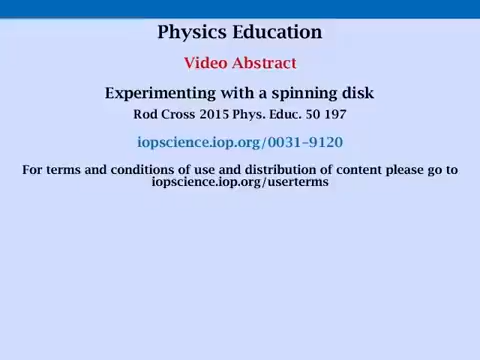 Physics Education
Video Abstract
Experimenting with a spinning disk
Rod Cross 2015 Phys. Educ. 50 197
iopscience.iop.org/0031–9120
For terms and conditions of use and distribution of content please go to
iopscience.iop.org/userterms